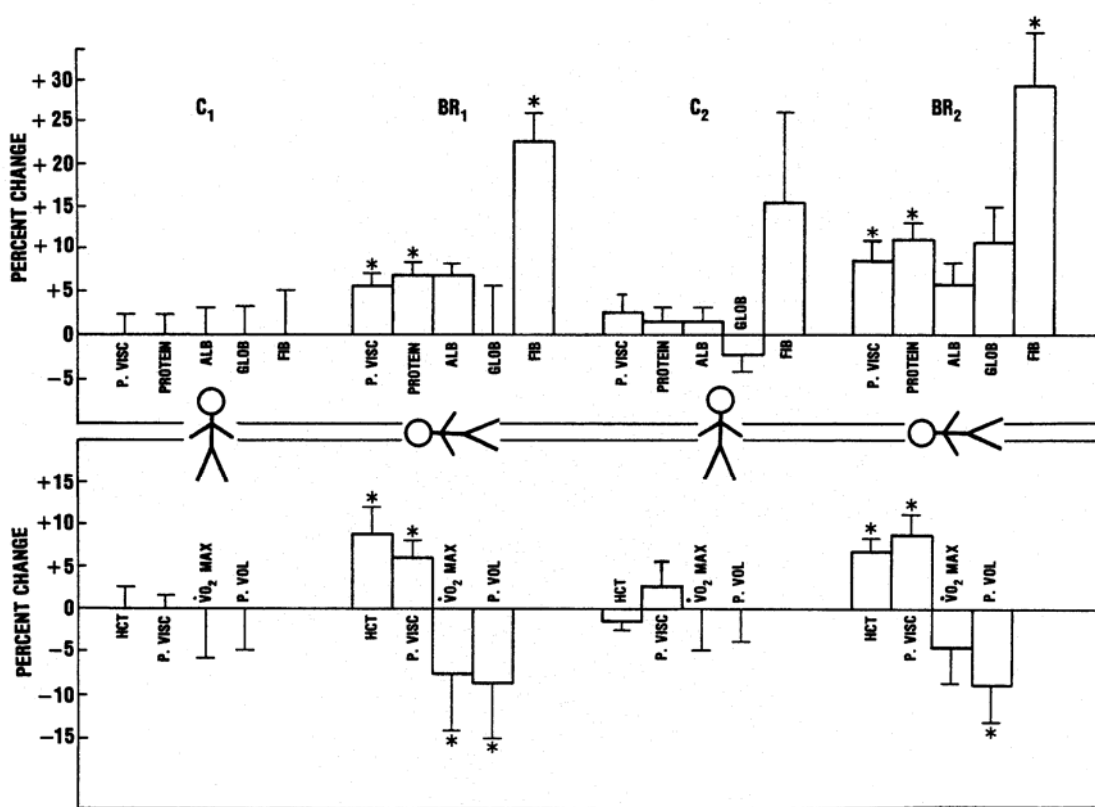 PERCENT CHANGE
+ 30
+ 25
+ 20
+ 15
+ 10
+5
0
−5
C1 BR1 C2 BR2
* * * * * *
P. VISC PROTEIN ALB GLOB FIB
P. VISC PROTEIN ALB GLOB FIB
P. VISC PROTEIN ALB GLOB FIB
P. VISC PROTEIN ALB GLOB FIB
PERCENT CHANGE
+15
+10
+5
0
−5
−10
−15
HCT P. VISC V̇O2 MAX P. VOL
* * * *
HCT P. VISC V̇O2 MAX P. VOL
HCT P. VISC V̇O2 MAX P. VOL
* * *
HCT P. VISC V̇O2 MAX P. VOL